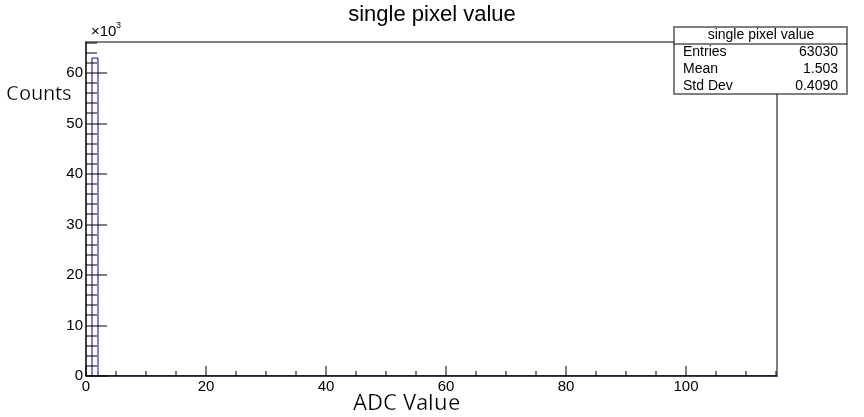 single pixel value
×10³
single pixel value
Entries 63030
Mean 1.503
Std Dev 0.4090
Counts
60
50
40
30
20
10
0
0 20 40 60 80 100
ADC Value